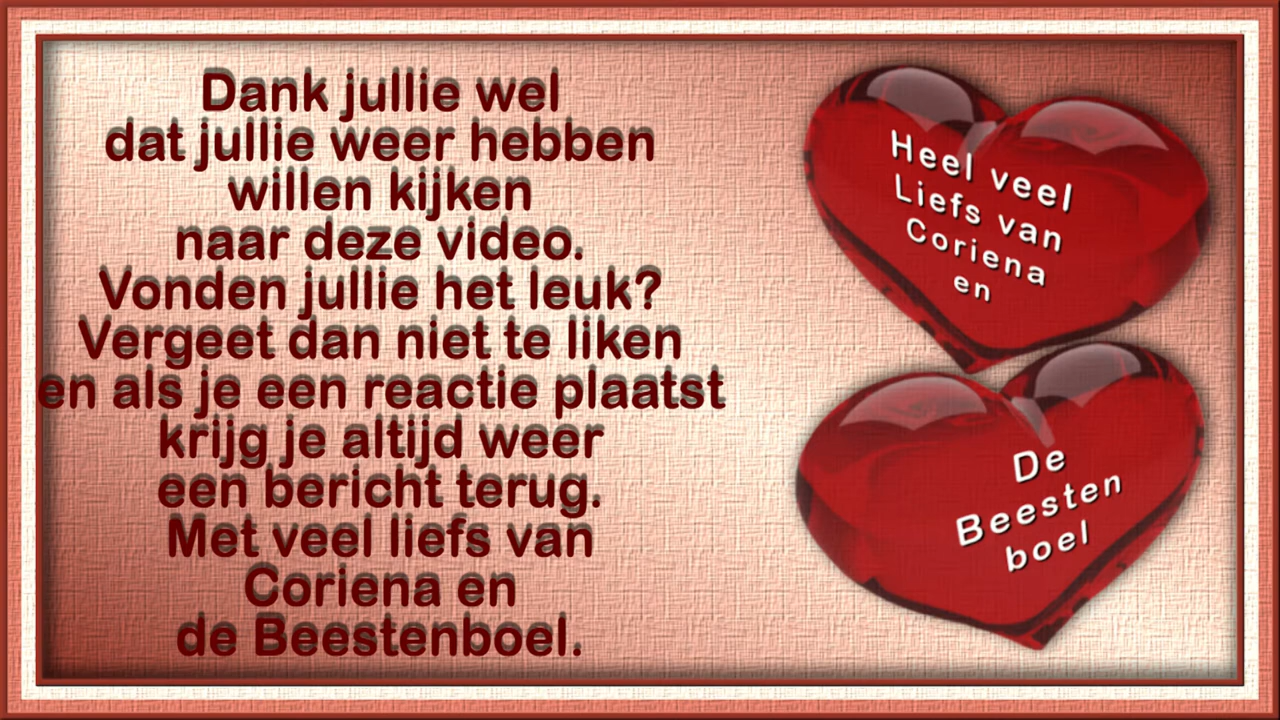 Dank jullie wel
dat jullie weer hebben
willen kijken
naar deze video.
Vonden jullie het leuk?
Vergeet dan niet te liken
en als je een reactie plaatst
krijg je altijd weer
een bericht terug.
Met veel liefs van
Coriena en
de Beestenboel.
Heel veel
Liefs van
Coriena
en
De
Beesten
boel